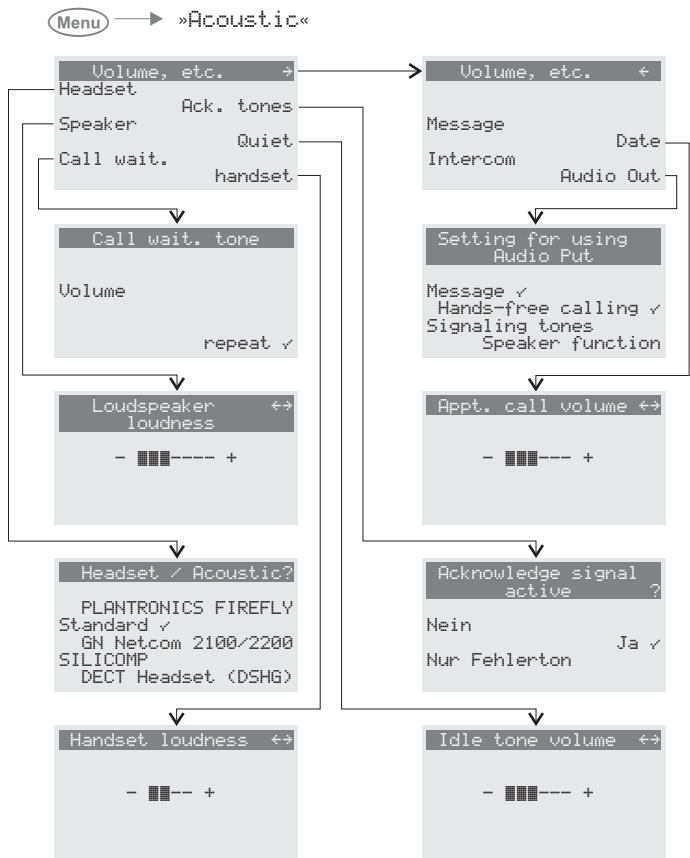 Menu »Acoustic«
Volume, etc. →
Headset
Ack. tones
Speaker
Quiet
Call wait.
handset
Volume, etc. ←
Message
Date
Intercom
Audio Out
Call wait. tone
Volume
repeat ✓
Setting for using
Audio Put
Message ✓
Hands-free calling ✓
Signaling tones
Speaker function
Loudspeaker ↔
loudness
- ▮▮▮---- +
Appt. call volume ↔
- ▮▮▮--- +
Headset / Acoustic?
PLANTRONICS FIREFLY
Standard ✓
GN Netcom 2100/2200
SILICOMP
DECT Headset (DSHG)
Acknowledge signal
active ?
Nein
Ja ✓
Nur Fehlerton
Handset loudness ↔
- ▮▮-- +
Idle tone volume ↔
- ▮▮▮--- +